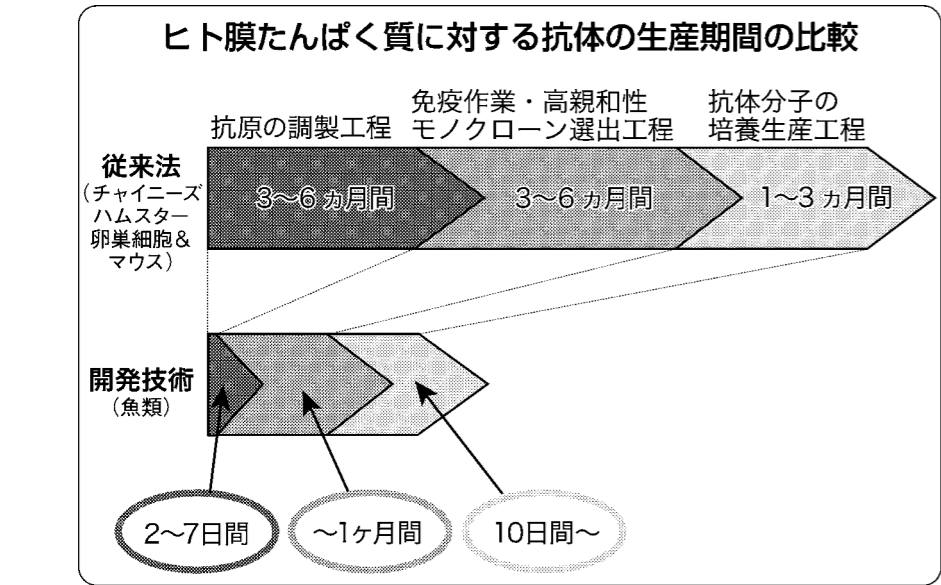 ヒト膜たんぱく質に対する抗体の生産期間の比較
抗原の調製工程
免疫作業・高親和性
モノクローン選出工程
抗体分子の
培養生産工程
従来法
(チャイニーズ
ハムスター
卵巣細胞&
マウス)
3〜6 ヵ月間
3〜6 ヵ月間
1〜3 ヵ月間
開発技術
(魚類)
2〜7日間
〜1ヶ月間
10日間〜